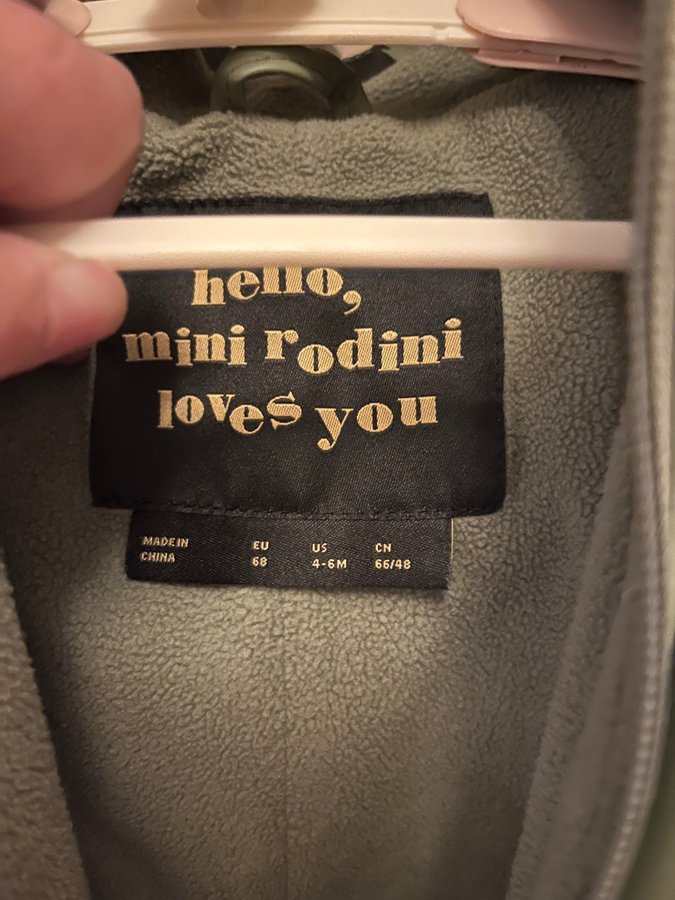 hello,
mini rodini
loves you
MADE IN CHINA
EU 68
US 4-6M
CN 66/48